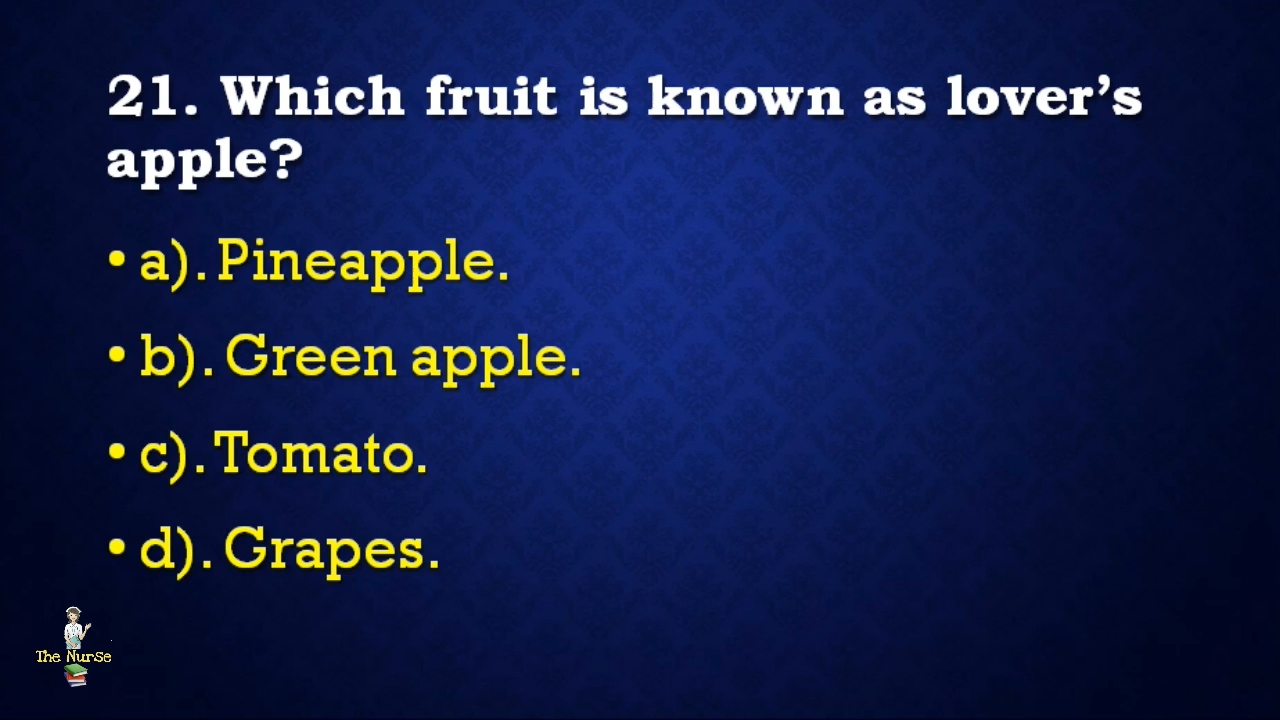 21. Which fruit is known as lover’s
apple?
• a). Pineapple.
• b). Green apple.
• c). Tomato.
• d). Grapes.
The Nurse